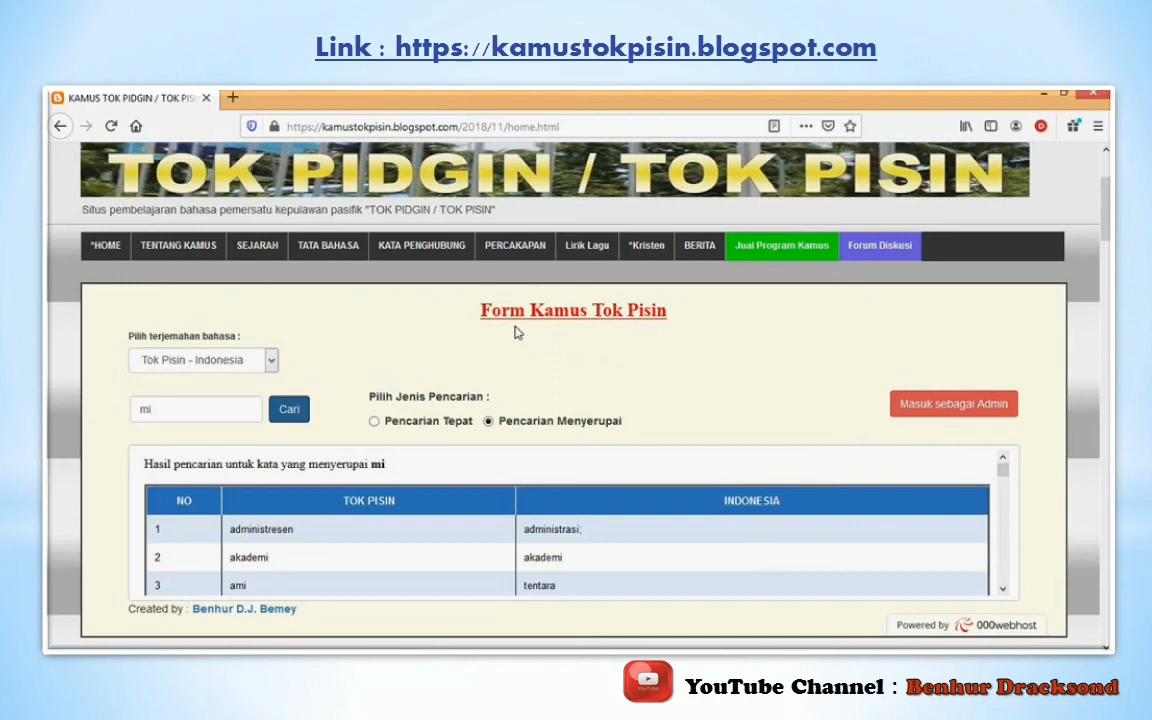 Link : https://kamustokpisin.blogspot.com
KAMUS TOK PIDGIN / TOK PIS
https://kamustokpisin.blogspot.com/2018/11/home.html
TOK PIDGIN / TOK PISIN
Situs pembelajaran bahasa pemersatu kepulawan pasifik "TOK PIDGIN / TOK PISIN"
*HOME TENTANG KAMUS SEJARAH TATA BAHASA KATA PENGHUBUNG PERCAKAPAN Lirik Lagu *Kristen BERITA Jual Program Kamus Forum Diskusi
Form Kamus Tok Pisin
Pilih terjemahan bahasa :
Tok Pisin - Indonesia
Pilih Jenis Pencarian :
mi Cari Pencarian Tepat Pencarian Menyerupai Masuk sebagai Admin
Hasil pencarian untuk kata yang menyerupai mi
NO TOK PISIN INDONESIA
1 administresen administrasi;
2 akademi akademi
3 ami tentara
Created by : Benhur D.J. Bemey
Powered by 000webhost
YouTube Channel : Benhur Dracksond